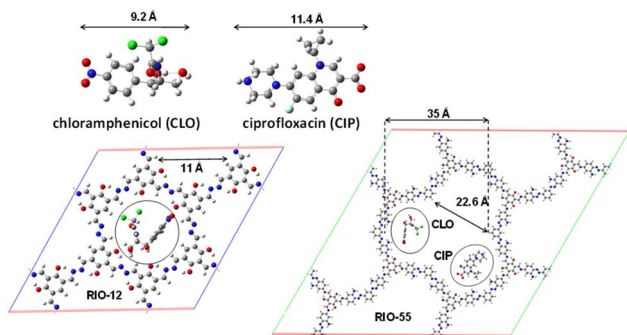 9.2 Å
11.4 Å
chloramphenicol (CLO)
ciprofloxacin (CIP)
35 Å
11 Å
22.6 Å
CLO
CIP
RIO-12
RIO-55